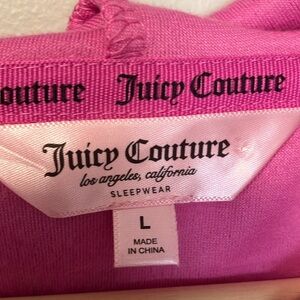 outure Juicy Couture
Juicy Couture
los angeles, california
SLEEPWEAR
L
MADE
IN CHINA